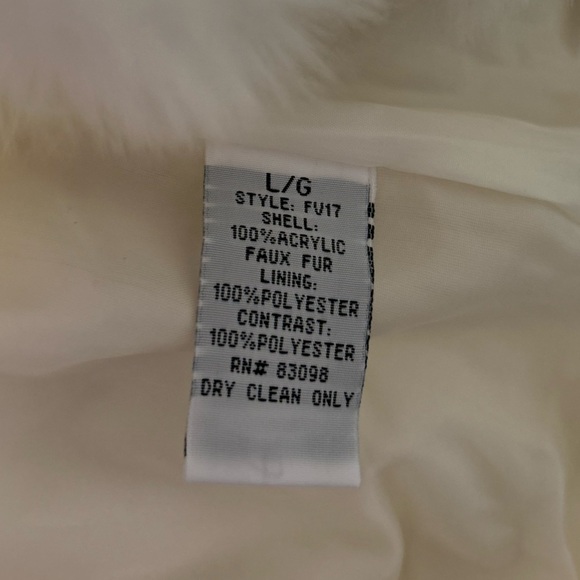 L/G
STYLE: FV17
SHELL:
100%ACRYLIC
FAUX FUR
LINING:
100%POLYESTER
CONTRAST:
100%POLYESTER
RN# 83098
DRY CLEAN ONLY